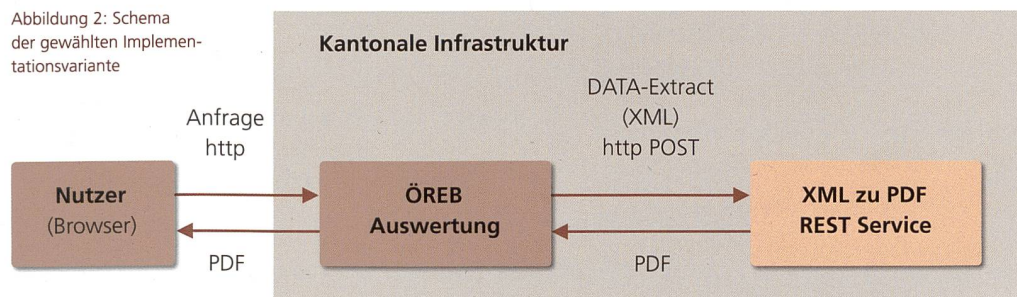 Abbildung 2: Schema
der gewählten Implemen-
tationsvariante
Kantonale Infrastruktur
Anfrage
http
DATA-Extract
(XML)
http POST
Nutzer
(Browser)
ÖREB
Auswertung
XML zu PDF
REST Service
PDF
PDF